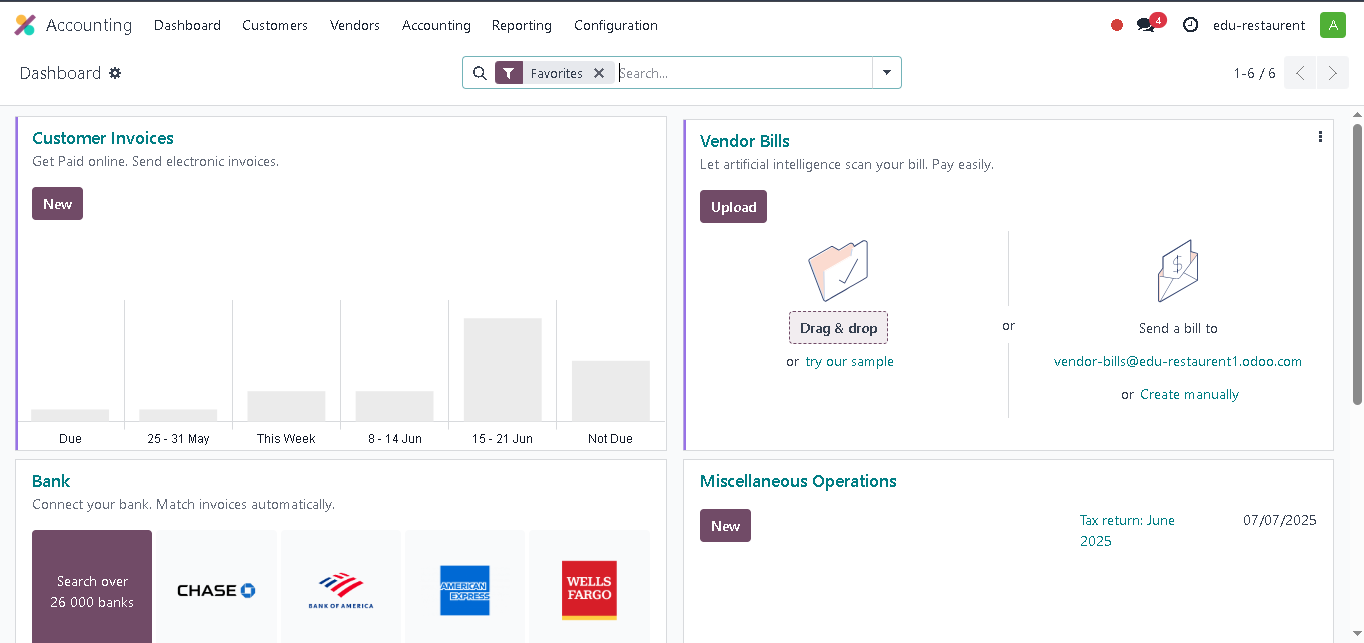 Accounting Dashboard Customers Vendors Accounting Reporting Configuration 4 edu-restaurent A
Dashboard Favorites Search... 1-6 / 6
Customer Invoices
Get Paid online. Send electronic invoices.
New
Due 25 - 31 May This Week 8 - 14 Jun 15 - 21 Jun Not Due
Vendor Bills
Let artificial intelligence scan your bill. Pay easily.
Upload
$
Drag & drop
or try our sample
or
Send a bill to
vendor-bills@edu-restaurent1.odoo.com
or Create manually
Bank
Connect your bank. Match invoices automatically.
Search over
26 000 banks
CHASE
BANK OF AMERICA
AMERICAN
EXPRESS
WELLS
FARGO
Miscellaneous Operations
New
Tax return: June
2025
07/07/2025